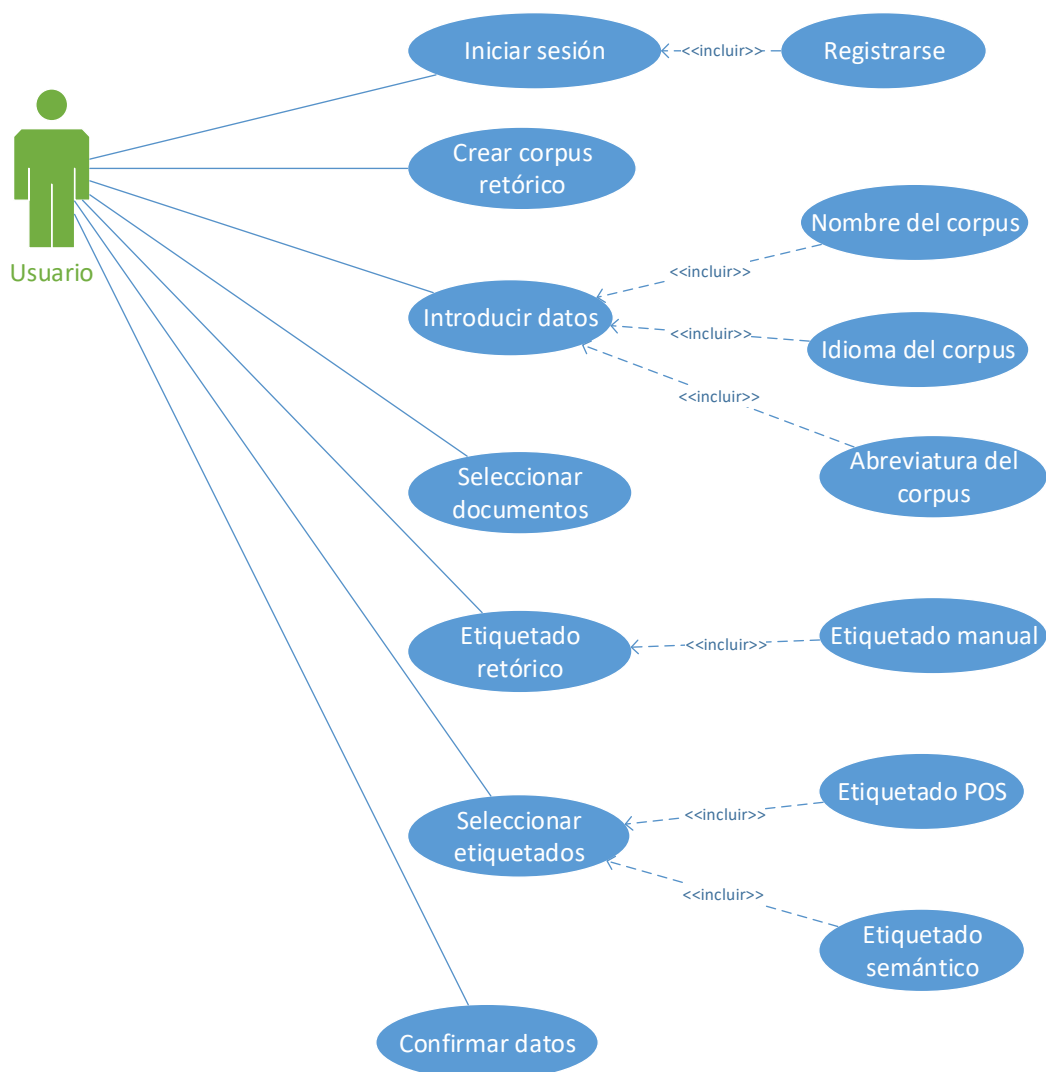 Iniciar sesión
<<incluir>>
Registrarse
Crear corpus
retórico
Usuario
Nombre del corpus
<<incluir>>
Introducir datos
<<incluir>>
Idioma del corpus
<<incluir>>
Abreviatura del
corpus
Seleccionar
documentos
Etiquetado
retórico
<<incluir>>
Etiquetado manual
Etiquetado POS
<<incluir>>
Seleccionar
etiquetados
<<incluir>>
Etiquetado
semántico
Confirmar datos